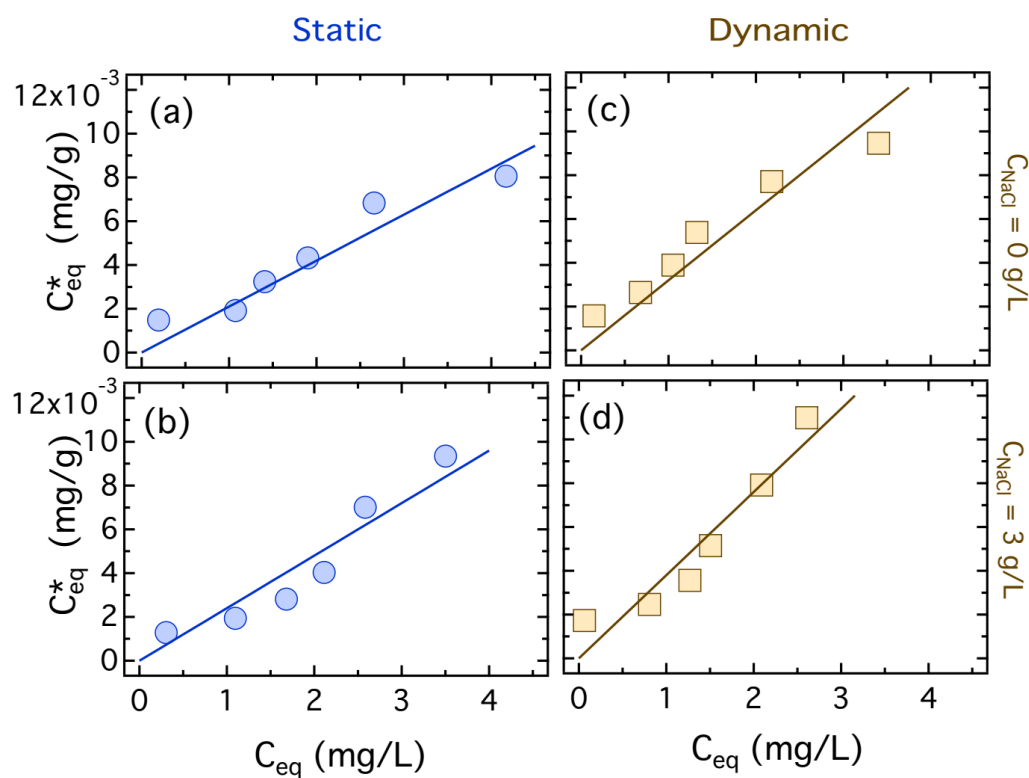 Static
Dynamic
12x10-3
10
8
6
4
2
0
C*eq (mg/g)
(a)
(c)
CNaCl = 0 g/L
12x10-3
10
8
6
4
2
0
C*eq (mg/g)
(b)
(d)
CNaCl = 3 g/L
0 1 2 3 4
0 1 2 3 4
Ceq (mg/L)
Ceq (mg/L)